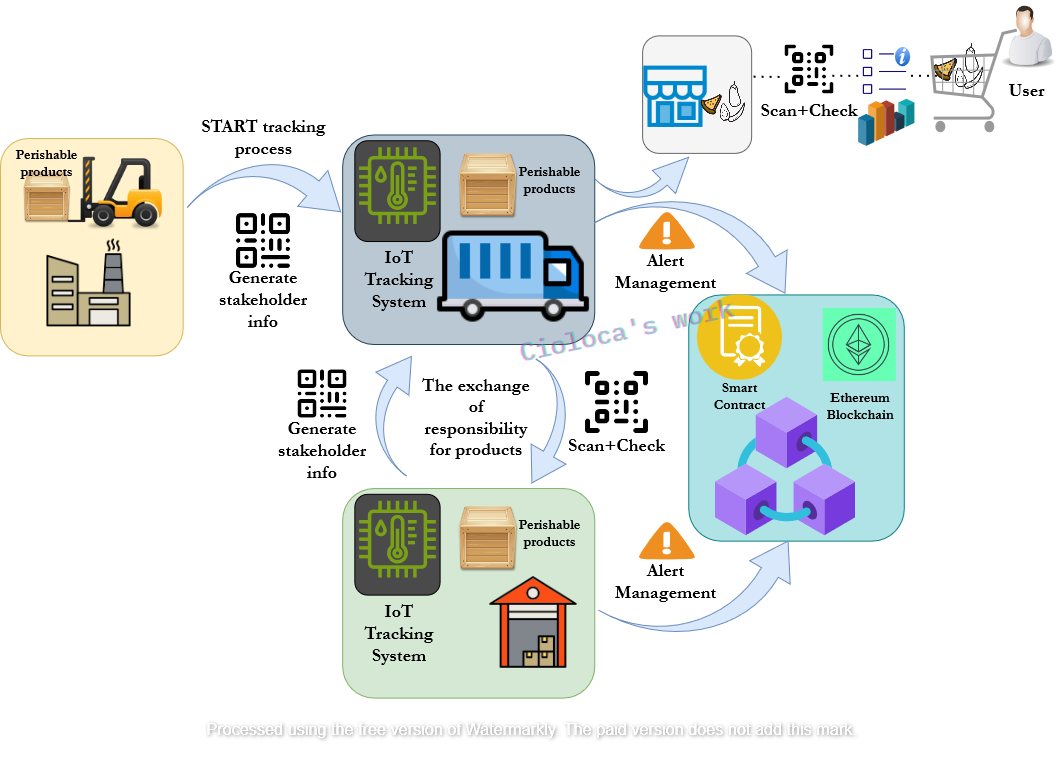 Perishable
products
START tracking
process
Generate
stakeholder
info
IoT
Tracking
System
Perishable
products
Scan+Check
i
User
Alert
Management
Cioloca's work
Smart
Contract
Ethereum
Blockchain
Generate
stakeholder
info
The exchange
of
responsibility
for products
Scan+Check
IoT
Tracking
System
Perishable
products
Alert
Management
Processed using the free version of Watermarkly. The paid version does not add this mark.